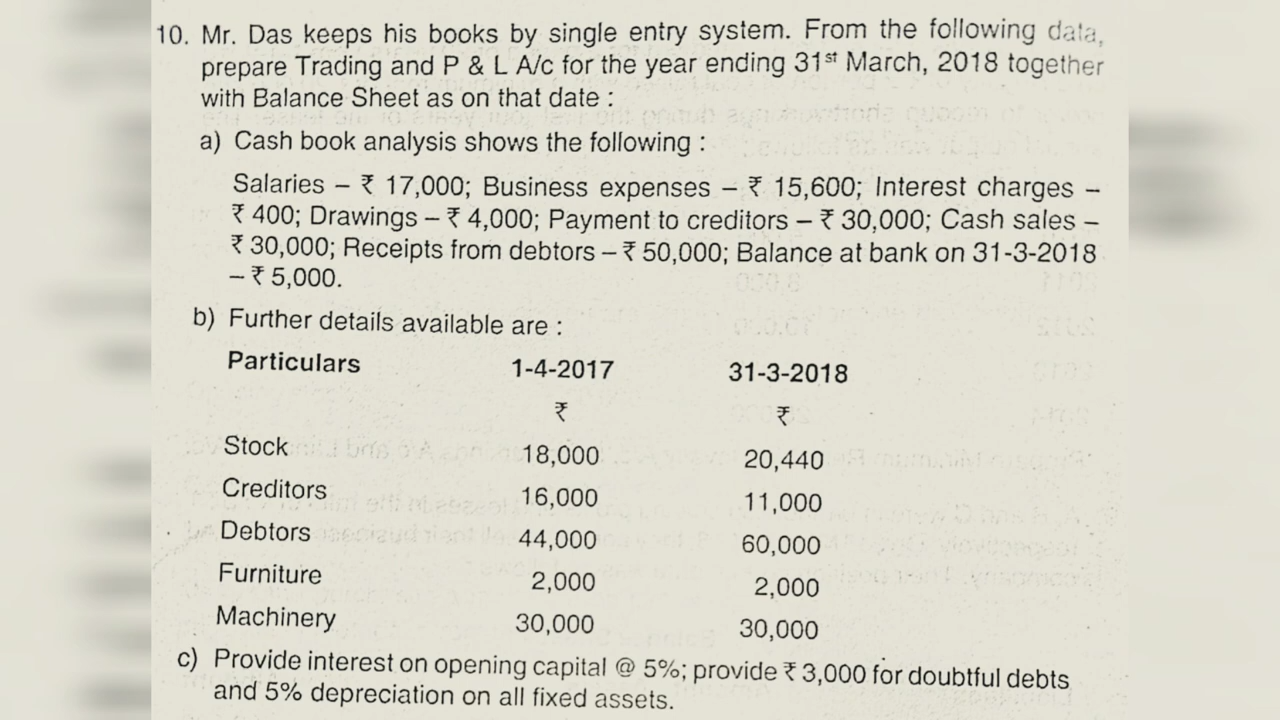 10. Mr. Das keeps his books by single entry system. From the following data,
prepare Trading and P & L A/c for the year ending 31st March, 2018 together
with Balance Sheet as on that date :
a) Cash book analysis shows the following :
Salaries – ₹ 17,000; Business expenses – ₹ 15,600; Interest charges –
₹ 400; Drawings – ₹ 4,000; Payment to creditors – ₹ 30,000; Cash sales –
₹ 30,000; Receipts from debtors – ₹ 50,000; Balance at bank on 31-3-2018
– ₹ 5,000.
b) Further details available are :
Particulars 1-4-2017 31-3-2018
₹ ₹
Stock 18,000 20,440
Creditors 16,000 11,000
Debtors 44,000 60,000
Furniture 2,000 2,000
Machinery 30,000 30,000
c) Provide interest on opening capital @ 5%; provide ₹ 3,000 for doubtful debts
and 5% depreciation on all fixed assets.